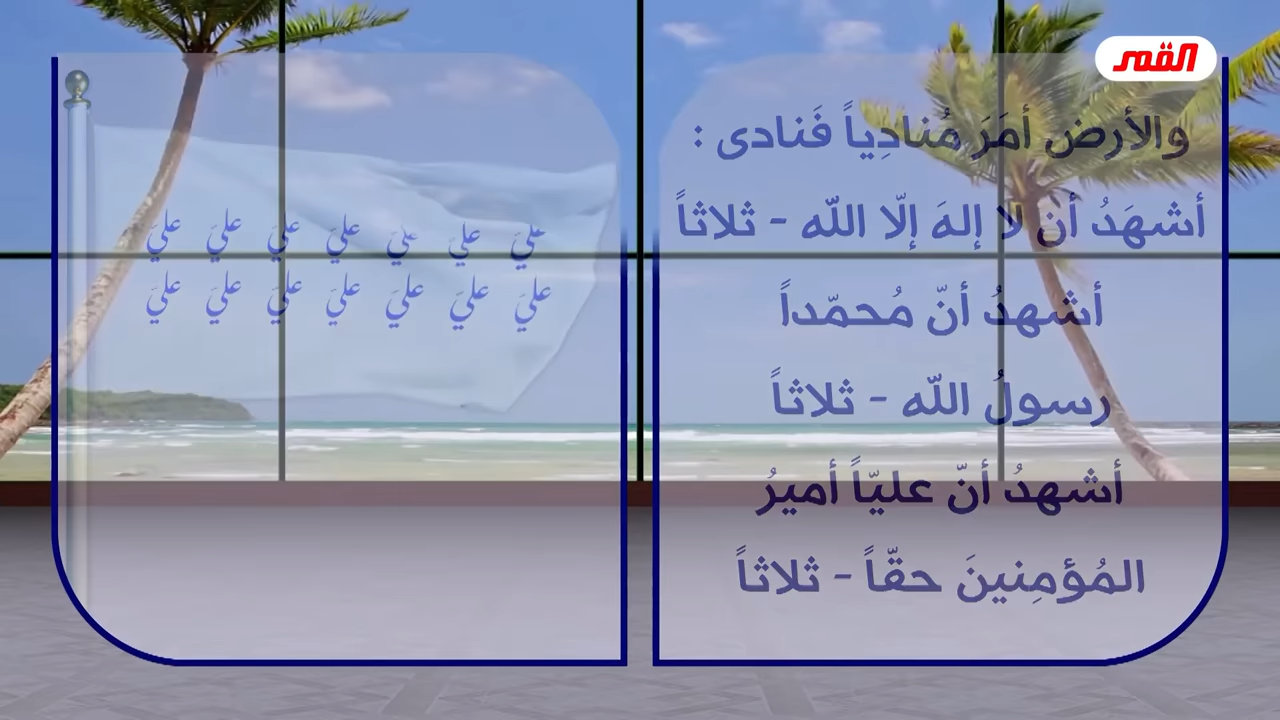 القمر
والأرض أمَرَ مُنادِياً فَنادى :
أشهَدُ أن لا إلهَ إلّا اللّه - ثلاثاً
أشهدُ أنّ مُحمّداً
رسولُ اللّه - ثلاثاً
أشهدُ أنّ عليّاً أميرُ
المُؤمِنينَ حقّاً - ثلاثاً
عليَ عليَ عليَ عليَ عليَ عليَ عليَ
عليَ عليَ عليَ عليَ عليَ عليَ عليَ